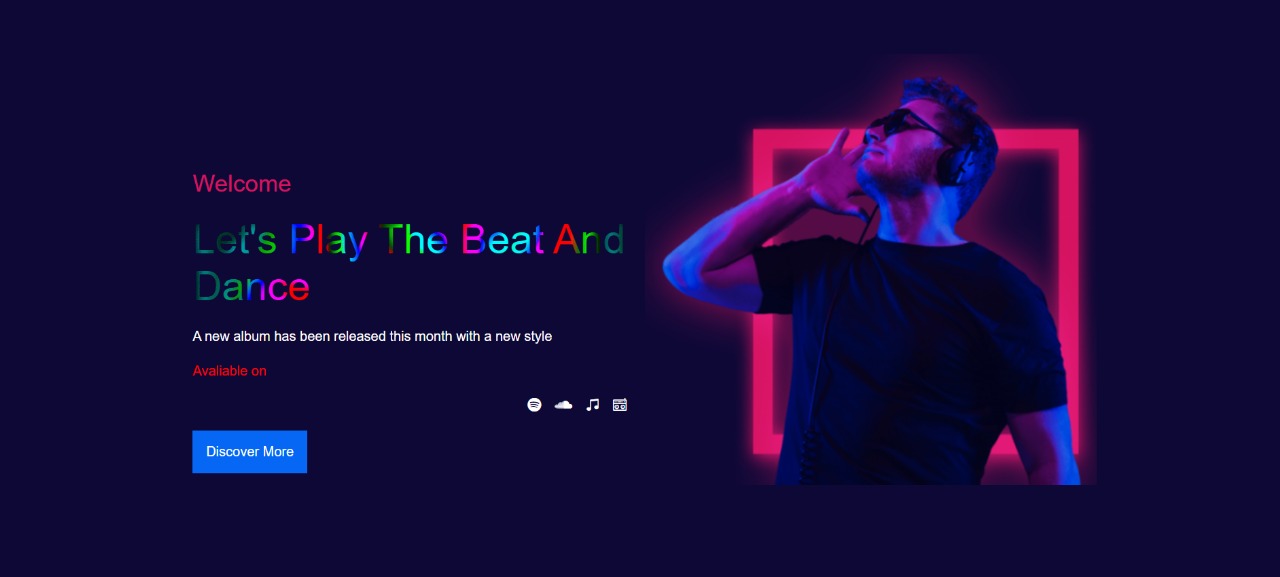 Welcome
Let's Play The Beat And
Dance
A new album has been released this month with a new style
Avaliable on
Discover More